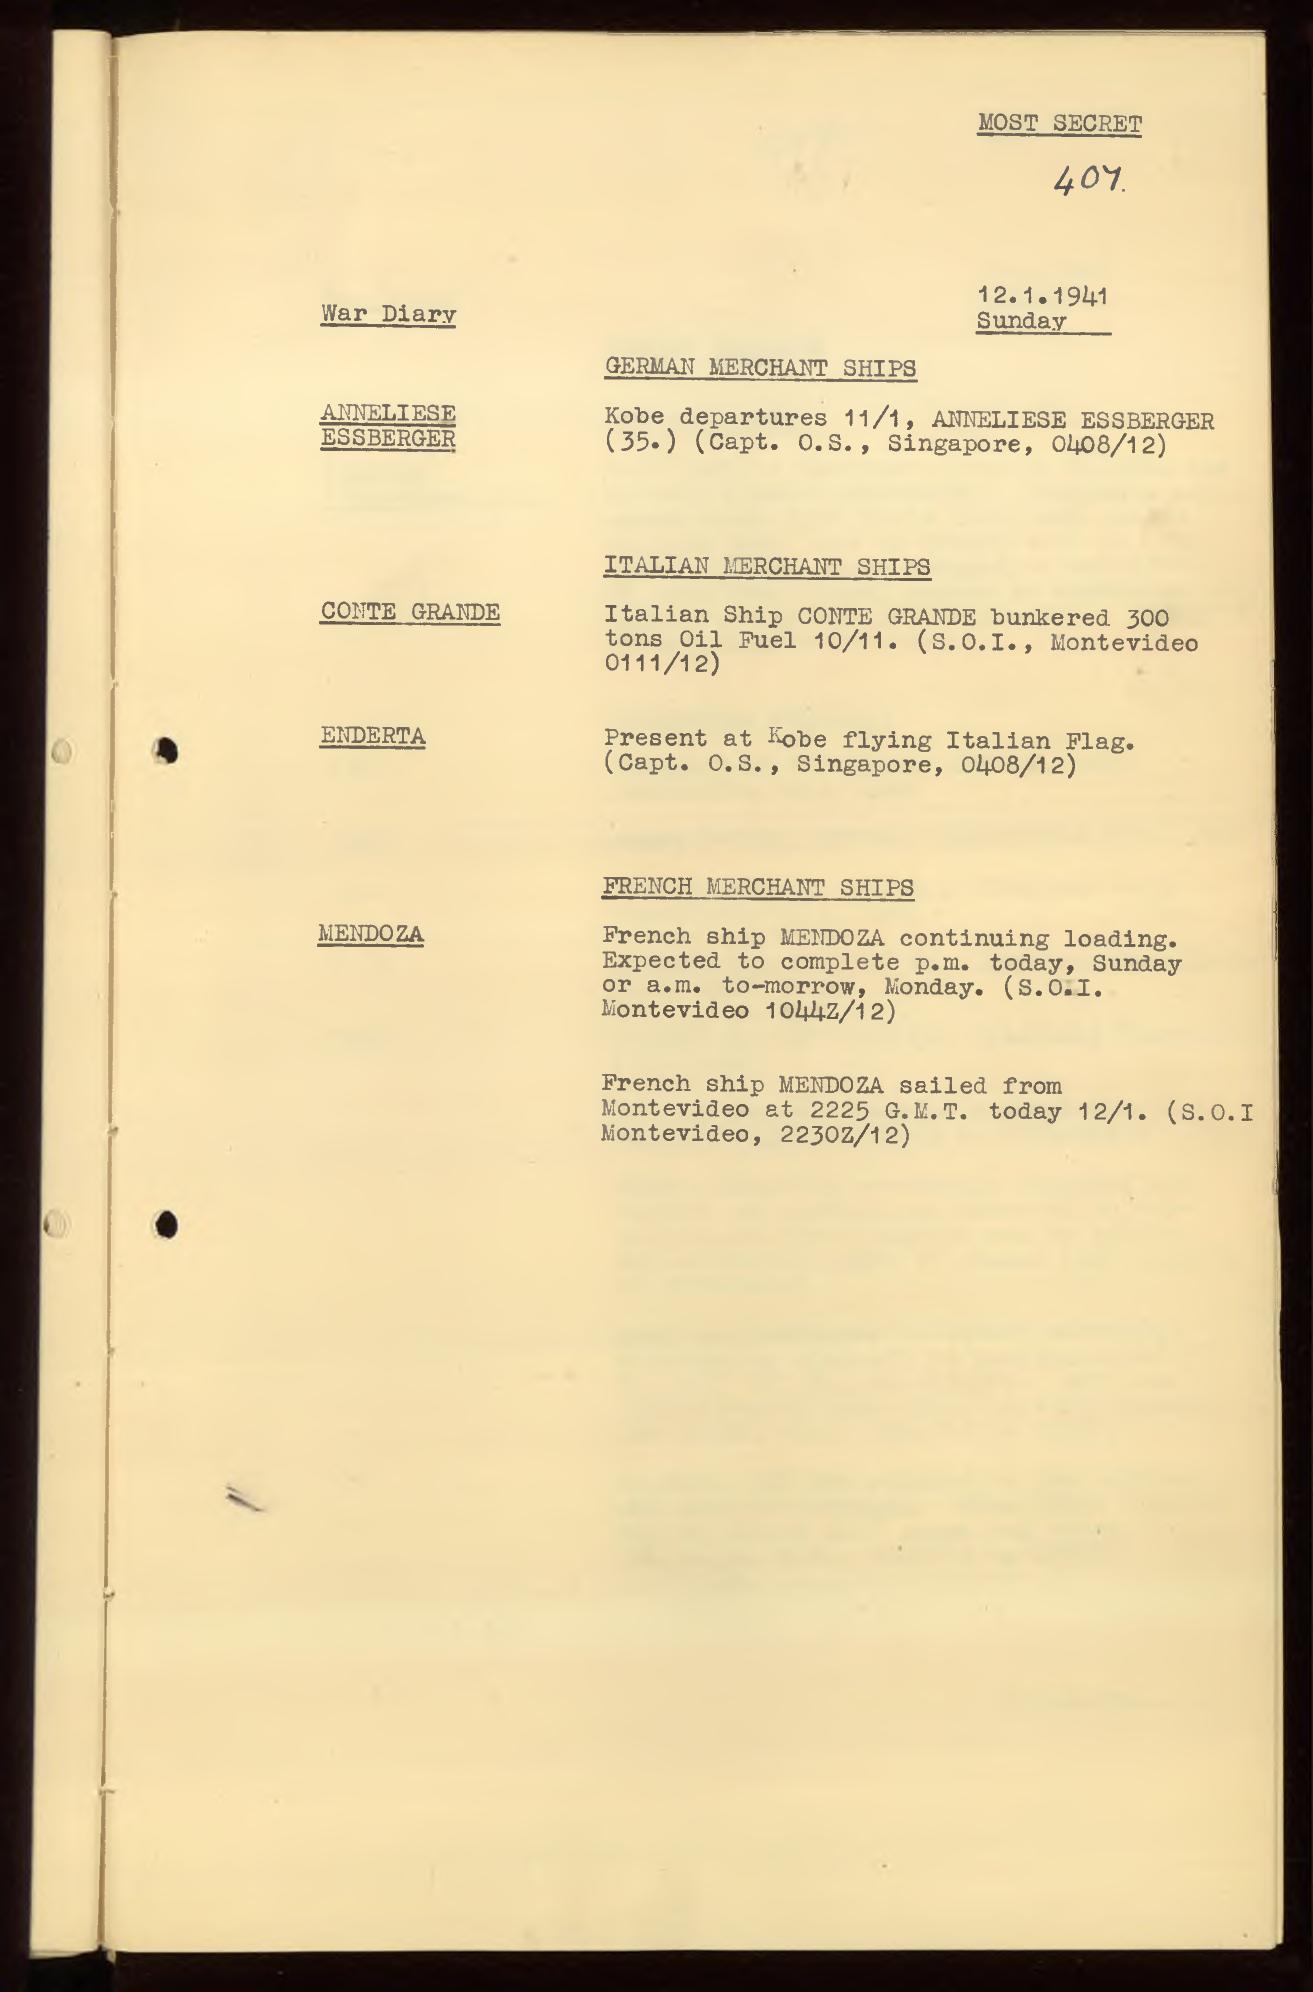 MOST SECRET
407.
12.1.1941
War Diary
Sunday
GERMAN MERCHANT SHIPS
ANNELIESE
ESSBERGER
Kobe departures 11/1, ANNELIESE ESSBERGER
(35.) (Capt. O.S., Singapore, 0408/12)
ITALIAN MERCHANT SHIPS
CONTE GRANDE
Italian Ship CONTE GRANDE bunkered 300
tons Oil Fuel 10/11. (S.O.I., Montevideo
0111/12)
ENDERTA
Present at Kobe flying Italian Flag.
(Capt. O.S., Singapore, 0408/12)
FRENCH MERCHANT SHIPS
MENDOZA
French ship MENDOZA continuing loading.
Expected to complete p.m. today, Sunday
or a.m. to-morrow, Monday. (S.O.I.
Montevideo 1044Z/12)
French ship MENDOZA sailed from
Montevideo at 2225 G.M.T. today 12/1. (S.O.I
Montevideo, 2230Z/12)